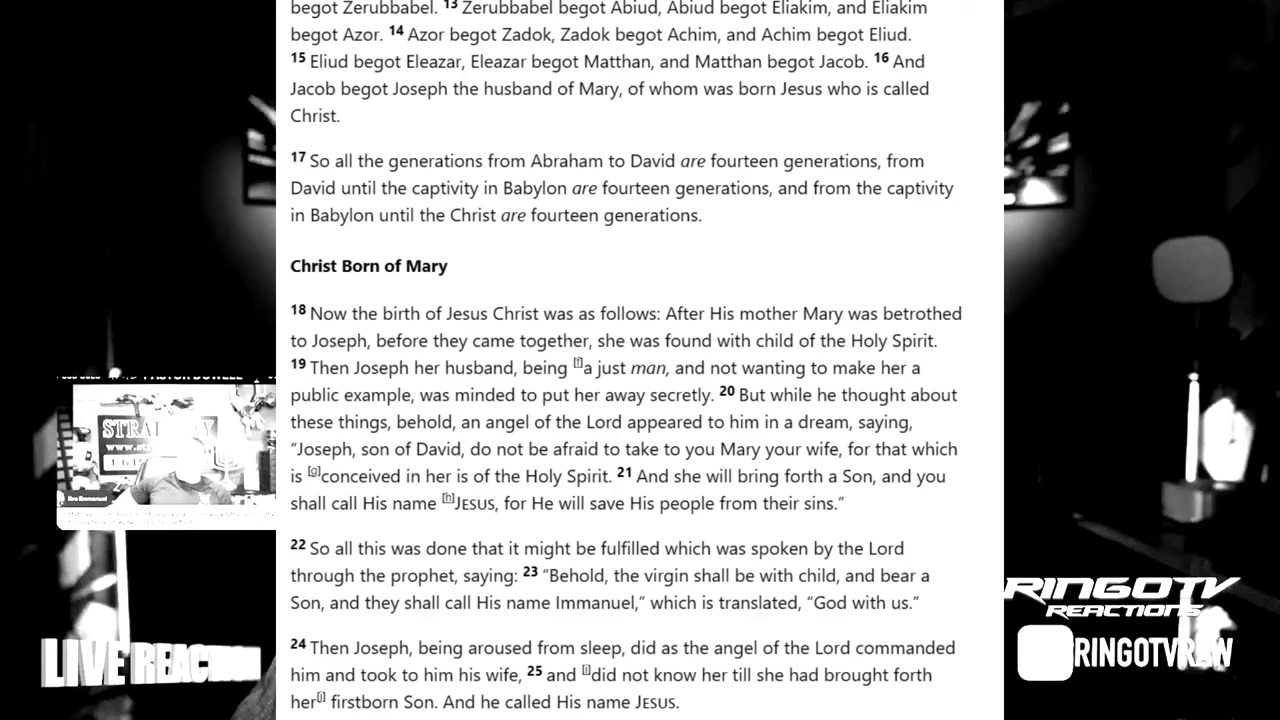 begot Zerubbabel. 13 Zerubbabel begot Abiud, Abiud begot Eliakim, and Eliakim
begot Azor. 14 Azor begot Zadok, Zadok begot Achim, and Achim begot Eliud.
15 Eliud begot Eleazar, Eleazar begot Matthan, and Matthan begot Jacob. 16 And
Jacob begot Joseph the husband of Mary, of whom was born Jesus who is called
Christ.
17 So all the generations from Abraham to David are fourteen generations, from
David until the captivity in Babylon are fourteen generations, and from the captivity
in Babylon until the Christ are fourteen generations.
Christ Born of Mary
18 Now the birth of Jesus Christ was as follows: After His mother Mary was betrothed
to Joseph, before they came together, she was found with child of the Holy Spirit.
19 Then Joseph her husband, being [f]a just man, and not wanting to make her a
public example, was minded to put her away secretly. 20 But while he thought about
these things, behold, an angel of the Lord appeared to him in a dream, saying,
“Joseph, son of David, do not be afraid to take to you Mary your wife, for that which
is [g]conceived in her is of the Holy Spirit. 21 And she will bring forth a Son, and you
shall call His name [h]JESUS, for He will save His people from their sins.”
22 So all this was done that it might be fulfilled which was spoken by the Lord
through the prophet, saying: 23 “Behold, the virgin shall be with child, and bear a
Son, and they shall call His name Immanuel,” which is translated, “God with us.”
24 Then Joseph, being aroused from sleep, did as the angel of the Lord commanded
him and took to him his wife, 25 and [i]did not know her till she had brought forth
her[j] firstborn Son. And he called His name JESUS.
Bro Emmanuel
LIVE REACTION
RINGOTV
REACTIONS
RINGOTVRAW